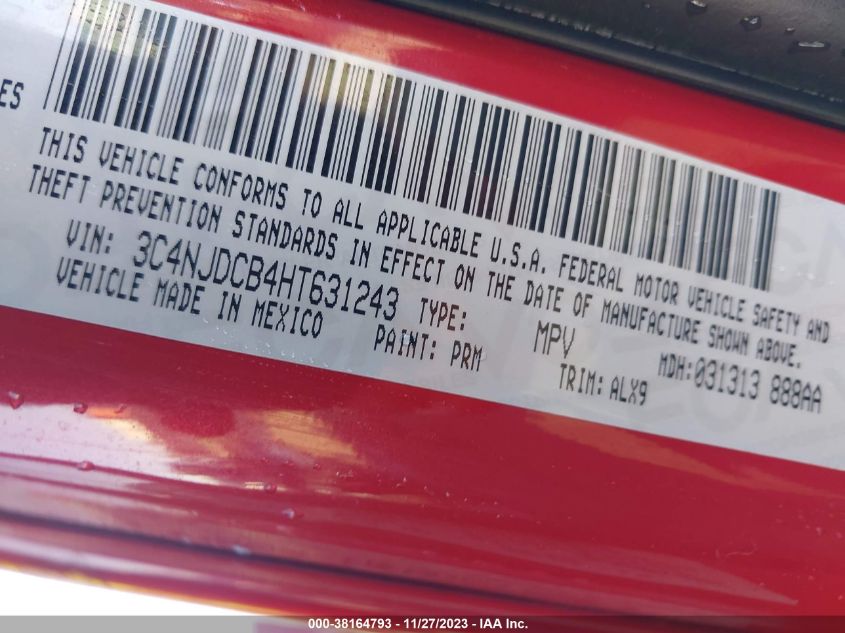 ES
THIS VEHICLE CONFORMS TO ALL APPLICABLE U.S.A. FEDERAL MOTOR VEHICLE SAFETY AND
THEFT PREVENTION STANDARDS IN EFFECT ON THE DATE OF MANUFACTURE SHOWN ABOVE.
VIN: 3C4NJDCB4HT631243 TYPE: MPV MDH:031313 888AA
VEHICLE MADE IN MEXICO PAINT: PRM TRIM: ALX9
000-38164793 - 11/27/2023 - IAA Inc.